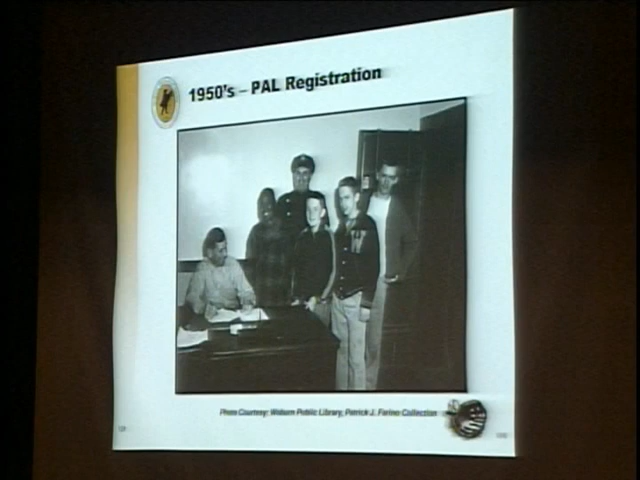 1950's – PAL Registration
Photo Courtesy: Woburn Public Library, Patrick J. Farino Collection